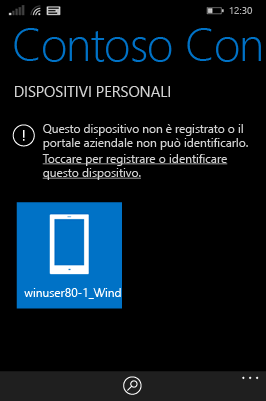 12:30
Contoso Con
DISPOSITIVI PERSONALI
Questo dispositivo non è registrato o il
portale aziendale non può identificarlo.
Toccare per registrare o identificare
questo dispositivo.
winuser80-1_Wind